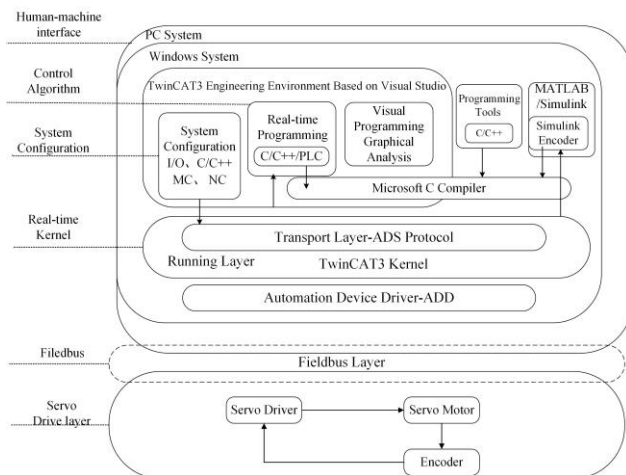 Human-machine
interface
PC System
Windows System
Control
Algorithm
TwinCAT3 Engineering Environment Based on Visual Studio
MATLAB
/Simulink
Programming
Tools
C/C++
Simulink
Encoder
Real-time
Programming
C/C++/PLC
Visual
Programming
Graphical
Analysis
System
Configuration
System
Configuration
I/O、C/C++
MC、 NC
Microsoft C Compiler
Real-time
Kernel
Transport Layer-ADS Protocol
Running Layer
TwinCAT3 Kernel
Automation Device Driver-ADD
Filedbus
Fieldbus Layer
Servo
Drive layer
Servo Driver
Servo Motor
Encoder